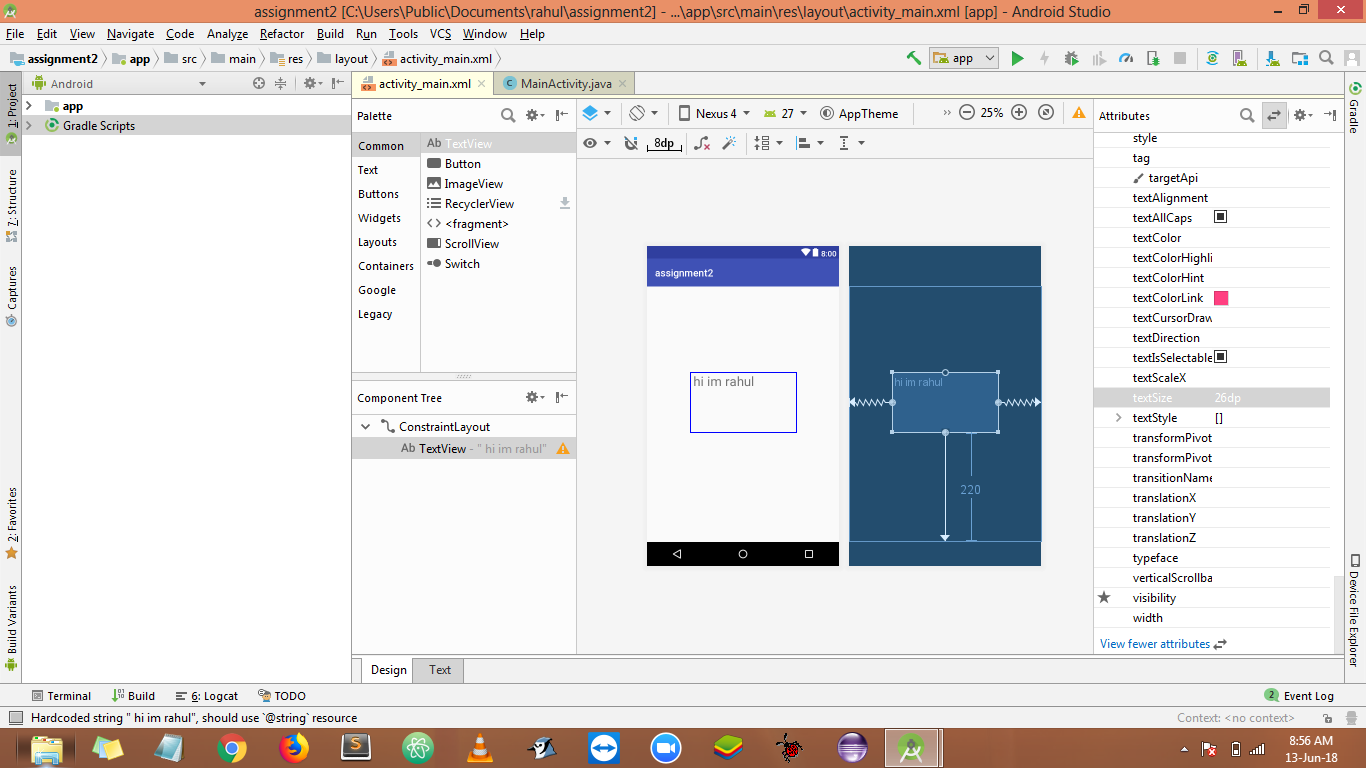 assignment2 [C:\Users\Public\Documents\rahul\assignment2] - ...\app\src\main\res\layout\activity_main.xml [app] - Android Studio
File Edit View Navigate Code Analyze Refactor Build Run Tools VCS Window Help
assignment2 app src main res layout activity_main.xml
app
1: Project
7: Structure
Captures
2: Favorites
Build Variants
Android
app
Gradle Scripts
activity_main.xml
MainActivity.java
Palette
Common
Text
Buttons
Widgets
Layouts
Containers
Google
Legacy
Ab TextView
Button
ImageView
RecyclerView
<fragment>
ScrollView
Switch
Component Tree
ConstraintLayout
Ab TextView - " hi im rahul"
Nexus 4 27 AppTheme » 25%
8dp
8:00
assignment2
hi im rahul
hi im rahul
220
Attributes
style
tag
targetApi
textAlignment
textAllCaps
textColor
textColorHighli
textColorHint
textColorLink
textCursorDraw
textDirection
textIsSelectable
textScaleX
textSize 26dp
textStyle []
transformPivot
transformPivot
transitionName
translationX
translationY
translationZ
typeface
verticalScrollba
visibility
width
View fewer attributes
Gradle
Device File Explorer
Design Text
Terminal Build 6: Logcat TODO
2 Event Log
Hardcoded string " hi im rahul", should use `@string` resource
Context: <no context>
8:56 AM
13-Jun-18